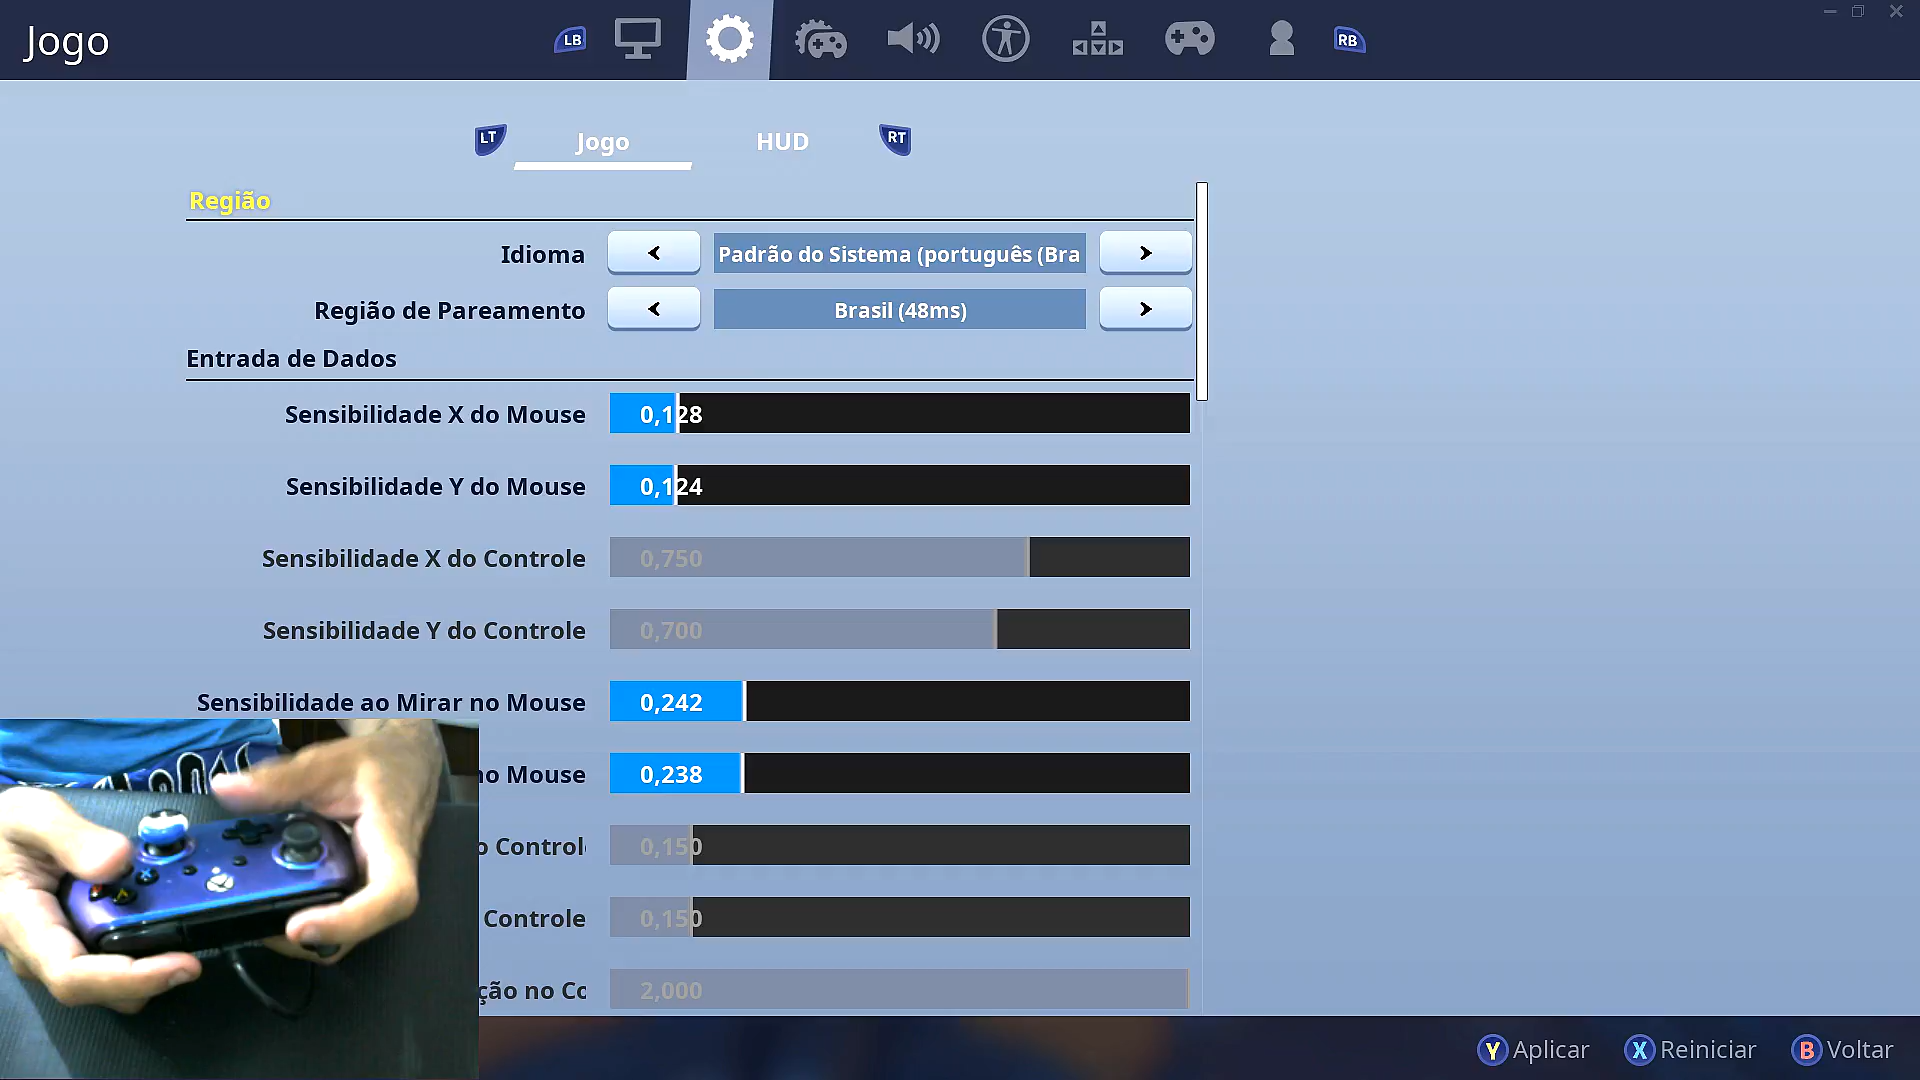 Jogo
LB
RB
LT
Jogo
HUD
RT
Região
Idioma
Padrão do Sistema (português (Bra
Região de Pareamento
Brasil (48ms)
Entrada de Dados
Sensibilidade X do Mouse
0,128
Sensibilidade Y do Mouse
0,124
Sensibilidade X do Controle
0,750
Sensibilidade Y do Controle
0,700
Sensibilidade ao Mirar no Mouse
0,242
no Mouse
0,238
o Control
0,150
Controle
0,150
ção no Co
2,000
Y Aplicar
X Reiniciar
B Voltar